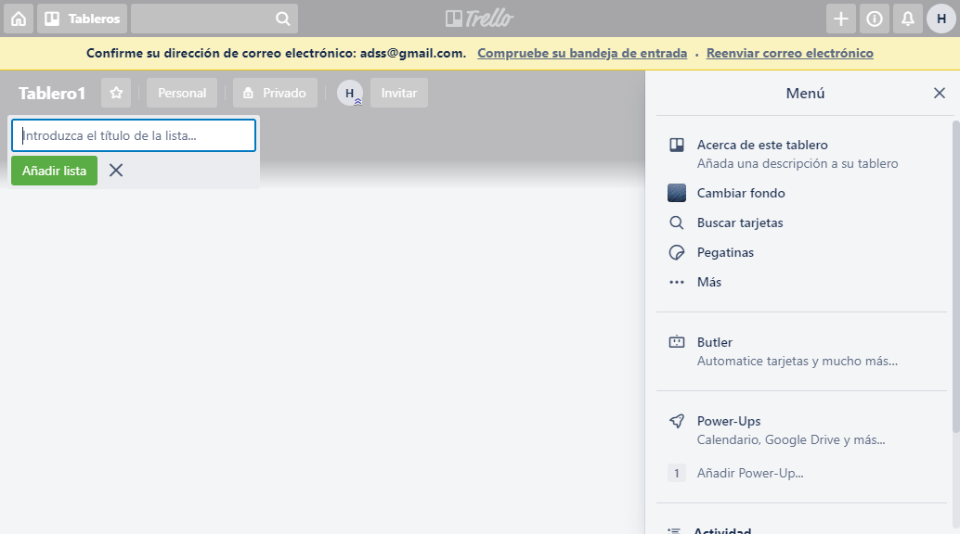 Tableros
Trello
H
Confirme su dirección de correo electrónico: adss@gmail.com. Compruebe su bandeja de entrada · Reenviar correo electrónico
Tablero1 Personal Privado H Invitar
Introduzca el título de la lista...
Añadir lista
Menú
Acerca de este tablero
Añada una descripción a su tablero
Cambiar fondo
Buscar tarjetas
Pegatinas
Más
Butler
Automatice tarjetas y mucho más...
Power-Ups
Calendario, Google Drive y más...
1 Añadir Power-Up...
Actividad